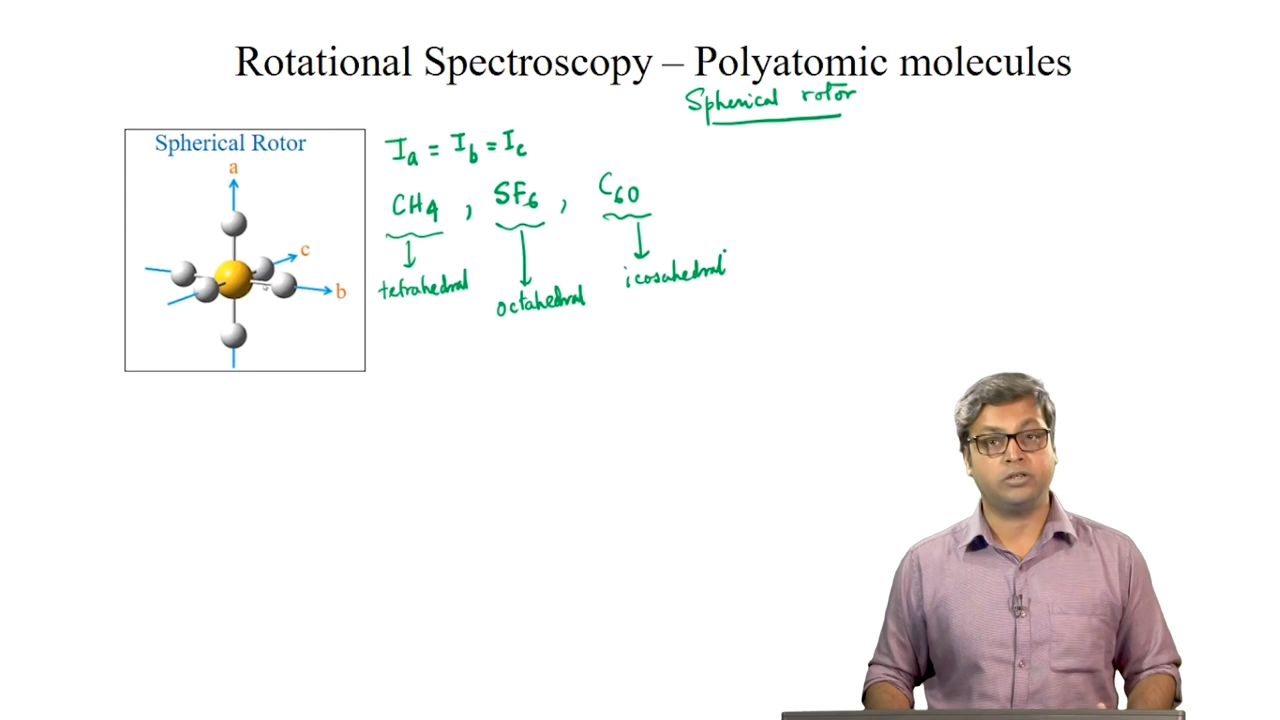 Rotational Spectroscopy – Polyatomic molecules
Spherical rotor
Spherical Rotor
a
c
b
Ia = Ib = Ic
CH4 , SF6 , C60
tetrahedral
octahedral
icosahedral